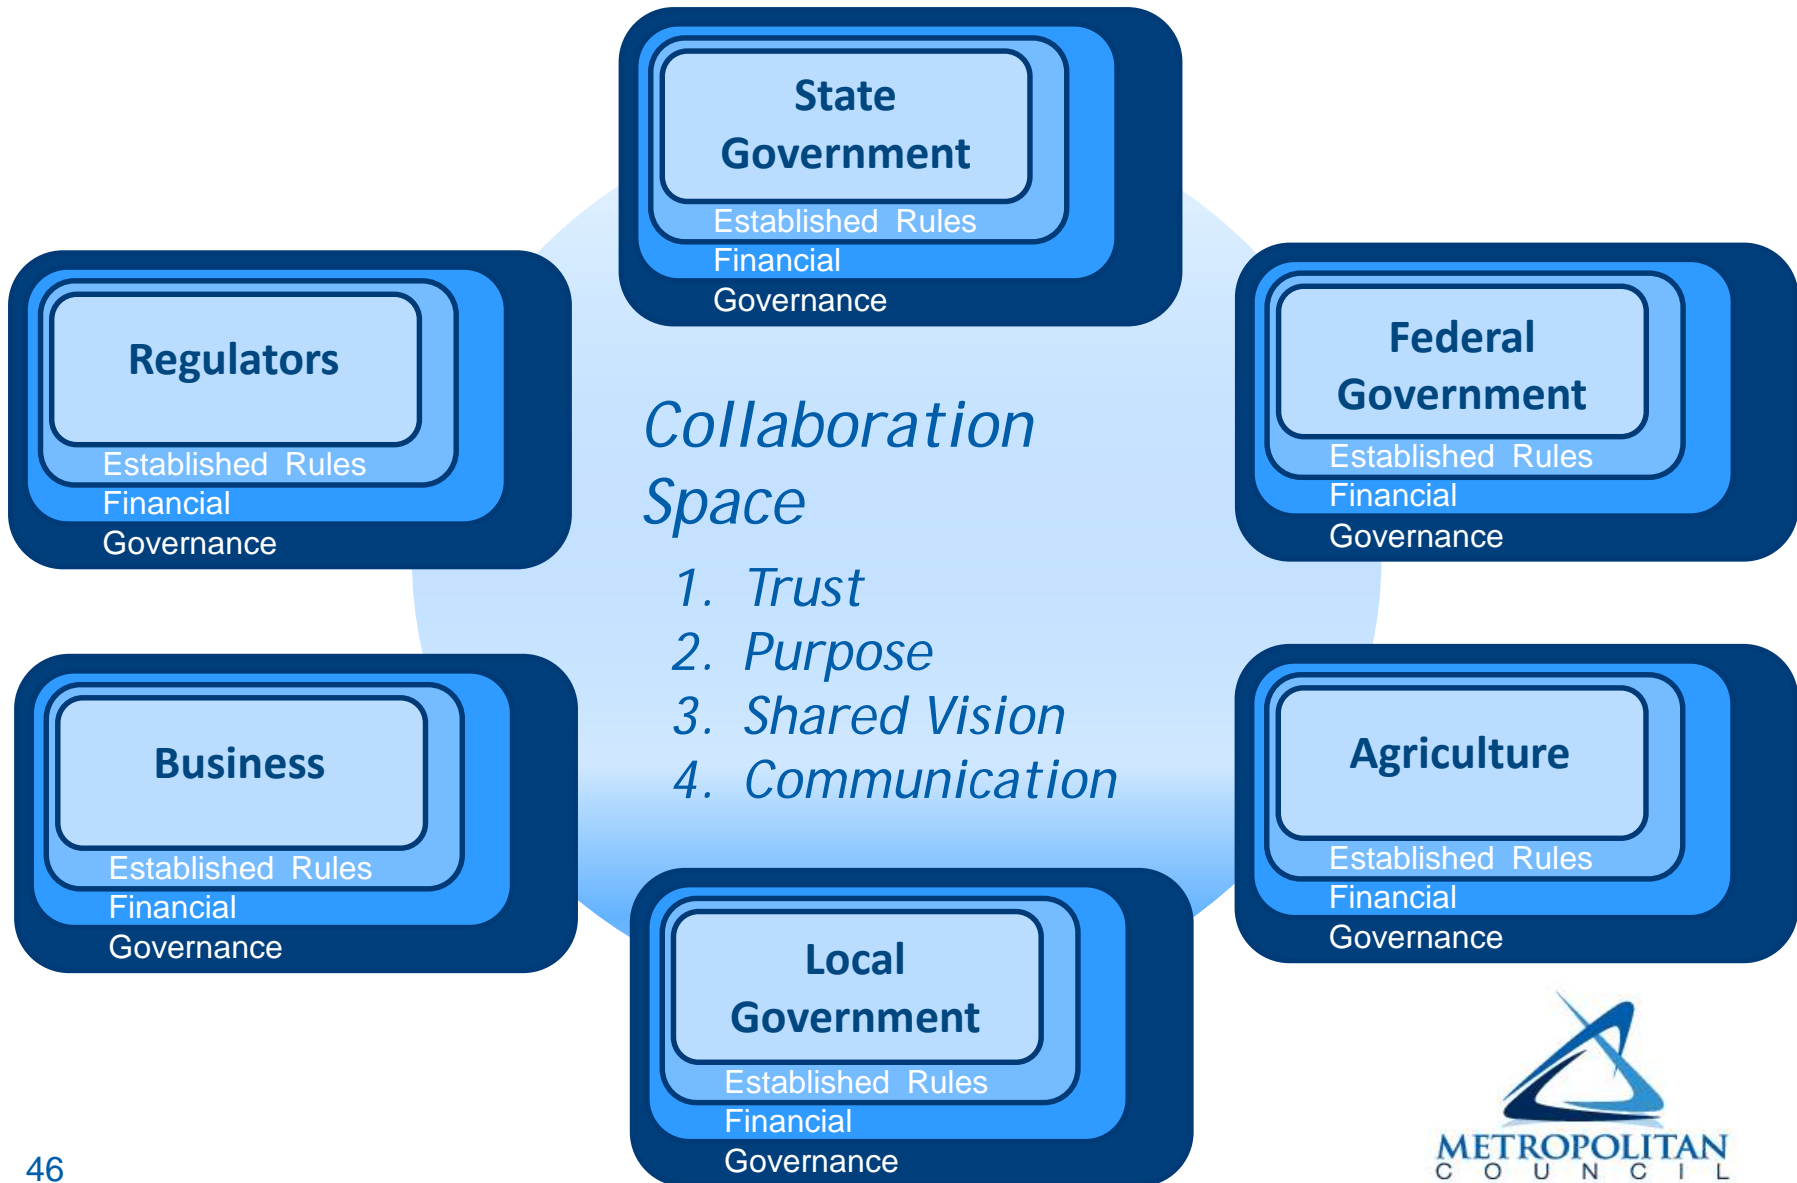 State
Government
Established Rules
Financial
Governance
Regulators
Established Rules
Financial
Governance
Federal
Government
Established Rules
Financial
Governance
Collaboration
Space
1. Trust
2. Purpose
3. Shared Vision
4. Communication
Business
Established Rules
Financial
Governance
Agriculture
Established Rules
Financial
Governance
Local
Government
Established Rules
Financial
Governance
METROPOLITAN
COUNCIL
46